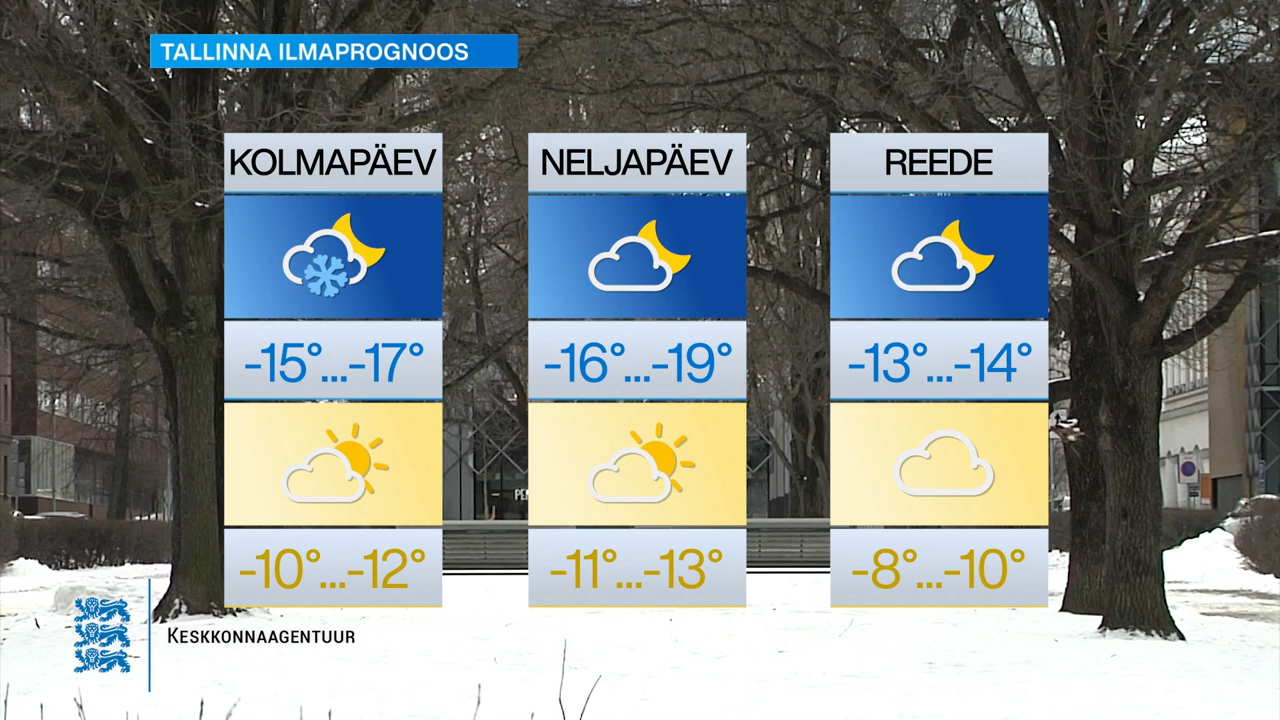 TALLINNA ILMAPROGNOOS
KOLMAPÄEV
NELJAPÄEV
REEDE
-15°...-17°
-16°...-19°
-13°...-14°
-10°...-12°
-11°...-13°
-8°...-10°
KESKKONNAAGENTUUR